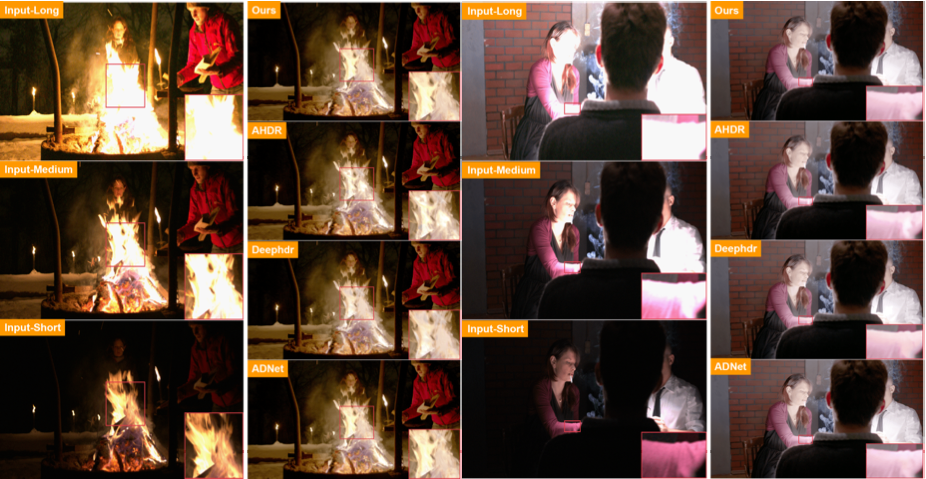 Input-Long
Input-Medium
Input-Short
Ours
AHDR
Deephdr
ADNet
Input-Long
Input-Medium
Input-Short
Ours
AHDR
Deephdr
ADNet